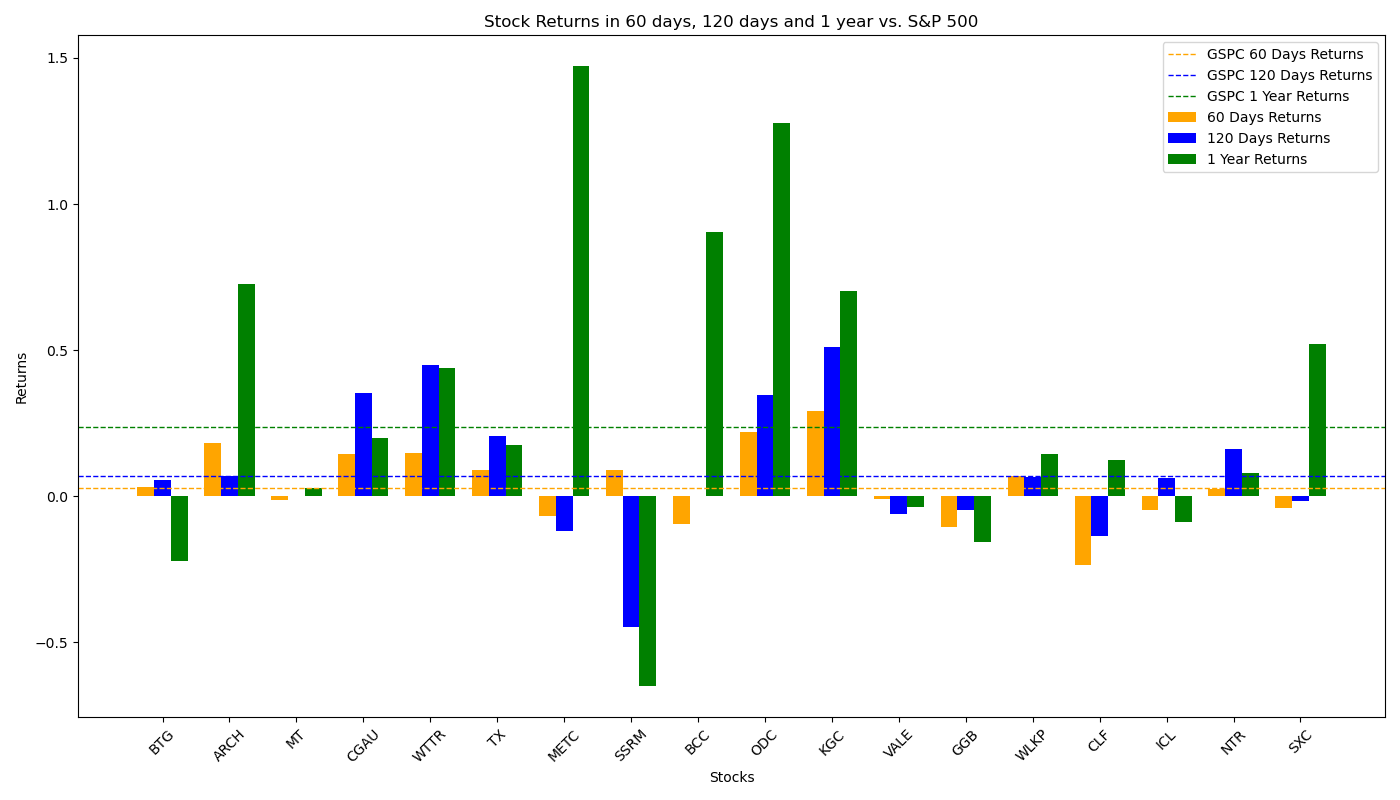 Stock Returns in 60 days, 120 days and 1 year vs. S&P 500
GSPC 60 Days Returns
GSPC 120 Days Returns
GSPC 1 Year Returns
60 Days Returns
120 Days Returns
1 Year Returns
1.5
1.0
0.5
0.0
−0.5
Returns
BTG
ARCH
MT
CGAU
WTTR
TX
METC
SSRM
BCC
ODC
KGC
VALE
GGB
WLKP
CLF
ICL
NTR
SXC
Stocks